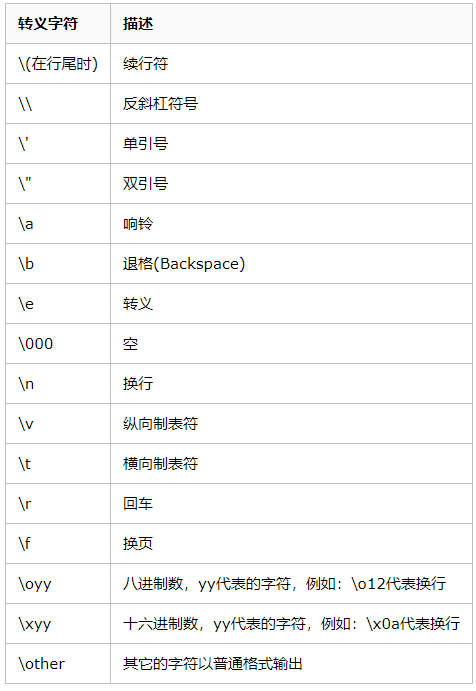 转义字符 描述
\(在行尾时) 续行符
\\ 反斜杠符号
\' 单引号
\" 双引号
\a 响铃
\b 退格(Backspace)
\e 转义
\000 空
\n 换行
\v 纵向制表符
\t 横向制表符
\r 回车
\f 换页
\oyy 八进制数，yy代表的字符，例如：\o12代表换行
\xyy 十六进制数，yy代表的字符，例如：\x0a代表换行
\other 其它的字符以普通格式输出